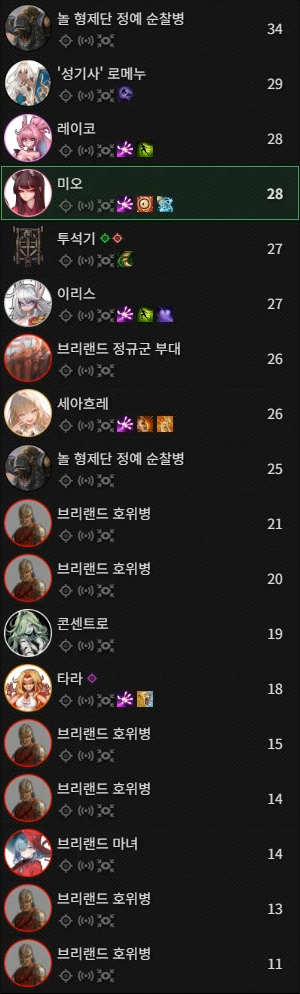 놀 형제단 정예 순찰병 34
'성기사' 로메누 29
레이코 28
미오 28
투석기 27
이리스 27
브리랜드 정규군 부대 26
세아흐레 26
놀 형제단 정예 순찰병 25
브리랜드 호위병 21
브리랜드 호위병 20
콘센트로 19
타라 18
브리랜드 호위병 15
브리랜드 호위병 14
브리랜드 마녀 14
브리랜드 호위병 13
브리랜드 호위병 11